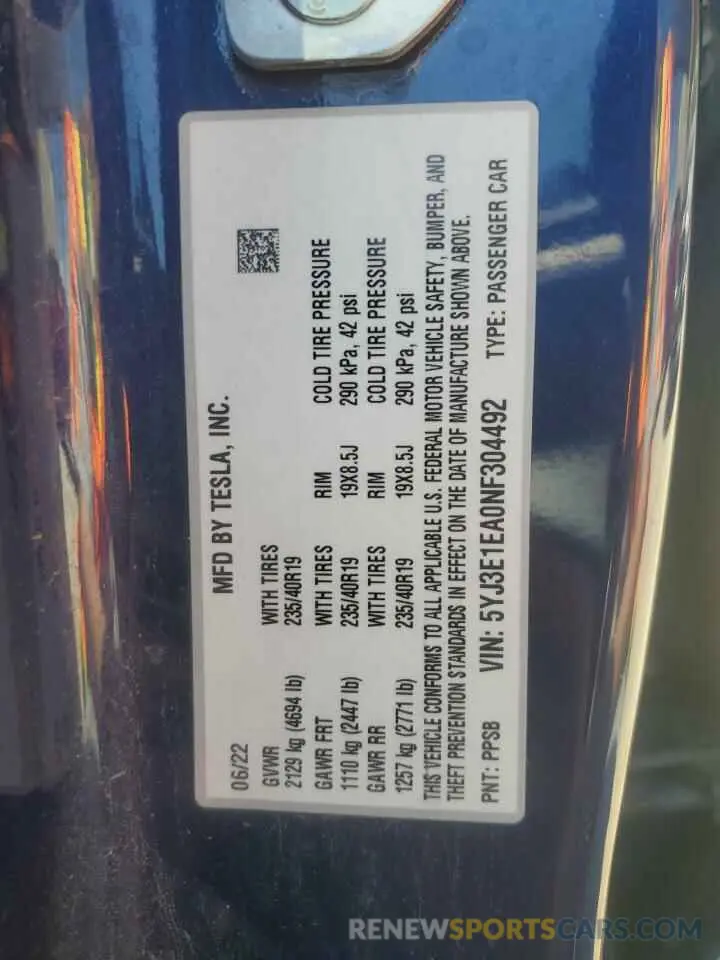 MFD BY TESLA, INC.
06/22
GVWR WITH TIRES
2129 kg (4694 lb) 235/40R19
GAWR FRT WITH TIRES RIM COLD TIRE PRESSURE
1110 kg (2447 lb) 235/40R19 19X8.5J 290 kPa, 42 psi
GAWR RR WITH TIRES RIM COLD TIRE PRESSURE
1257 kg (2771 lb) 235/40R19 19X8.5J 290 kPa, 42 psi
THIS VEHICLE CONFORMS TO ALL APPLICABLE U.S. FEDERAL MOTOR VEHICLE SAFETY, BUMPER, AND
THEFT PREVENTION STANDARDS IN EFFECT ON THE DATE OF MANUFACTURE SHOWN ABOVE.
PNT: PPSB VIN: 5YJ3E1EA0NF304492 TYPE: PASSENGER CAR
RENEWSPORTSCARS.COM